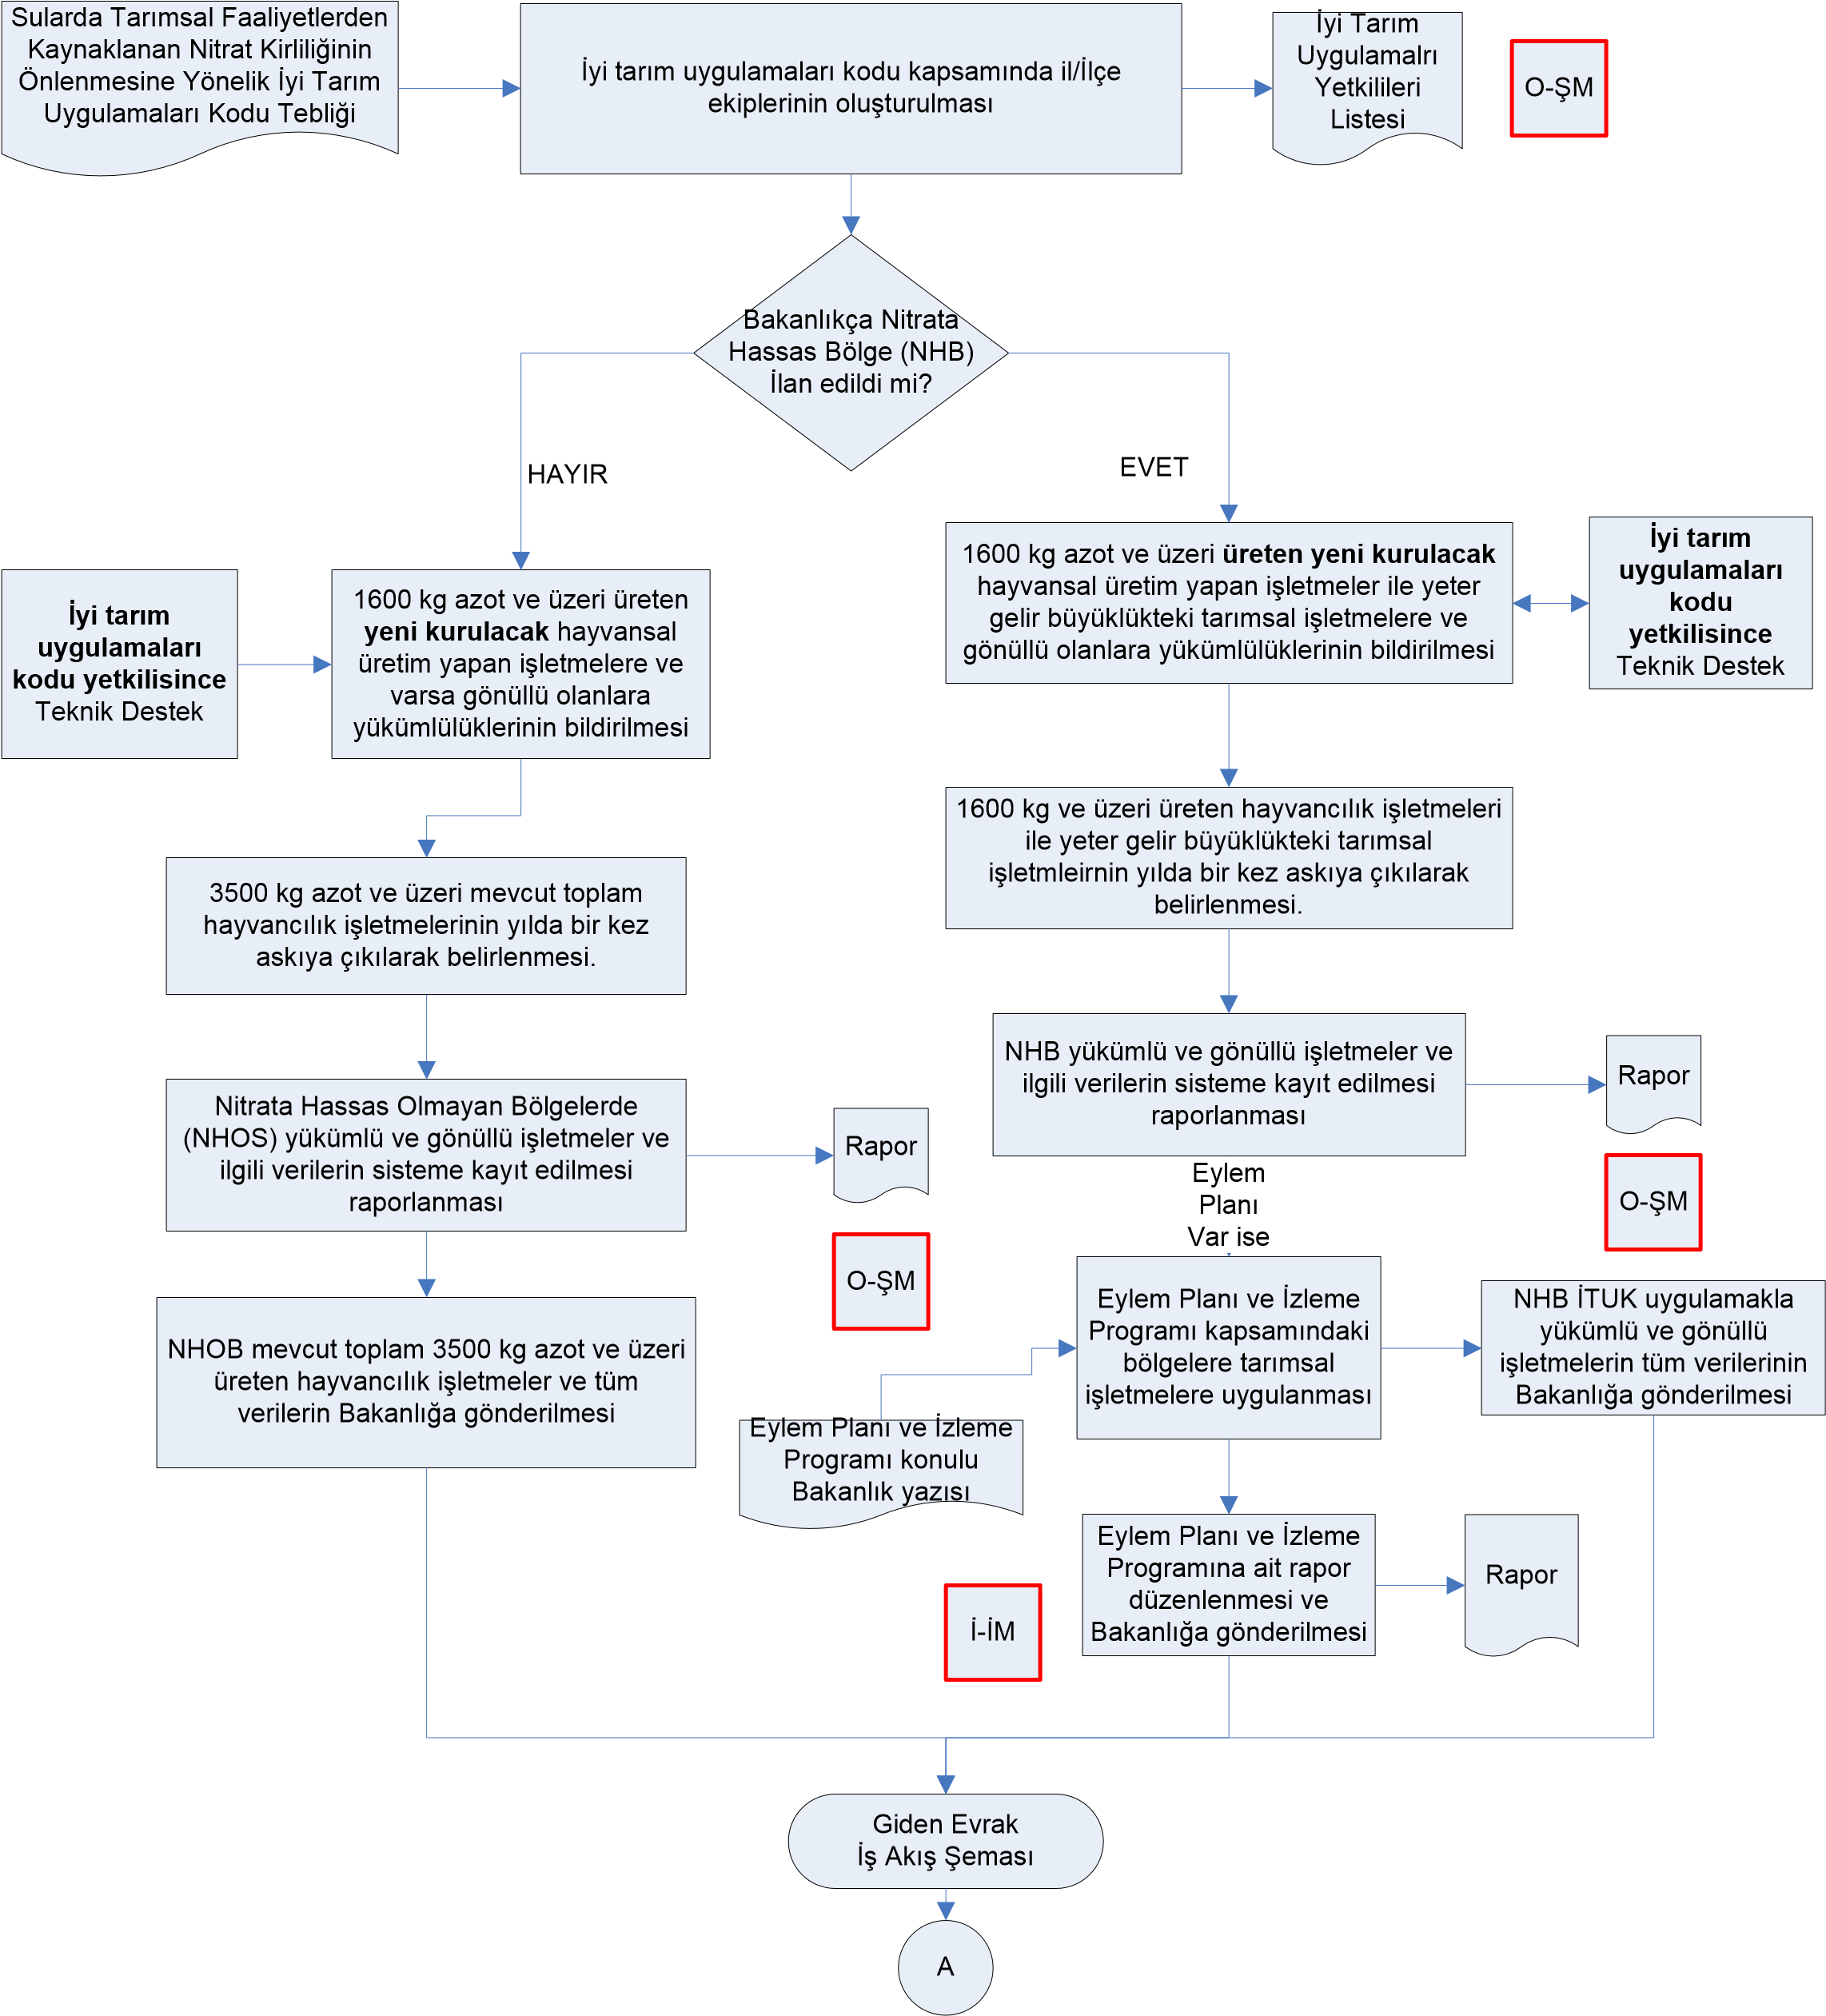 Sularda Tarımsal Faaliyetlerden
Kaynaklanan Nitrat Kirliliğinin
Önlenmesine Yönelik İyi Tarım
Uygulamaları Kodu Tebliği
İyi tarım uygulamaları kodu kapsamında il/İlçe
ekiplerinin oluşturulması
İyi Tarım
Uygulamalrı
Yetkilileri
Listesi
O-ŞM
Bakanlıkça Nitrata
Hassas Bölge (NHB)
İlan edildi mi?
HAYIR
EVET
İyi tarım
uygulamaları
kodu yetkilisince
Teknik Destek
1600 kg azot ve üzeri üreten
yeni kurulacak hayvansal
üretim yapan işletmelere ve
varsa gönüllü olanlara
yükümlülüklerinin bildirilmesi
1600 kg azot ve üzeri üreten yeni kurulacak
hayvansal üretim yapan işletmeler ile yeter
gelir büyüklükteki tarımsal işletmelere ve
gönüllü olanlara yükümlülüklerinin bildirilmesi
İyi tarım
uygulamaları
kodu
yetkilisince
Teknik Destek
3500 kg azot ve üzeri mevcut toplam
hayvancılık işletmelerinin yılda bir kez
askıya çıkılarak belirlenmesi.
1600 kg ve üzeri üreten hayvancılık işletmeleri
ile yeter gelir büyüklükteki tarımsal
işletmleirnin yılda bir kez askıya çıkılarak
belirlenmesi.
Nitrata Hassas Olmayan Bölgelerde
(NHOS) yükümlü ve gönüllü işletmeler ve
ilgili verilerin sisteme kayıt edilmesi
raporlanması
Rapor
O-ŞM
NHB yükümlü ve gönüllü işletmeler ve
ilgili verilerin sisteme kayıt edilmesi
raporlanması
Rapor
O-ŞM
Eylem
Planı
Var ise
NHOB mevcut toplam 3500 kg azot ve üzeri
üreten hayvancılık işletmeler ve tüm
verilerin Bakanlığa gönderilmesi
Eylem Planı ve İzleme
Programı konulu
Bakanlık yazısı
Eylem Planı ve İzleme
Programı kapsamındaki
bölgelere tarımsal
işletmelere uygulanması
NHB İTUK uygulamakla
yükümlü ve gönüllü
işletmelerin tüm verilerinin
Bakanlığa gönderilmesi
İ-İM
Eylem Planı ve İzleme
Programına ait rapor
düzenlenmesi ve
Bakanlığa gönderilmesi
Rapor
Giden Evrak
İş Akış Şeması
A